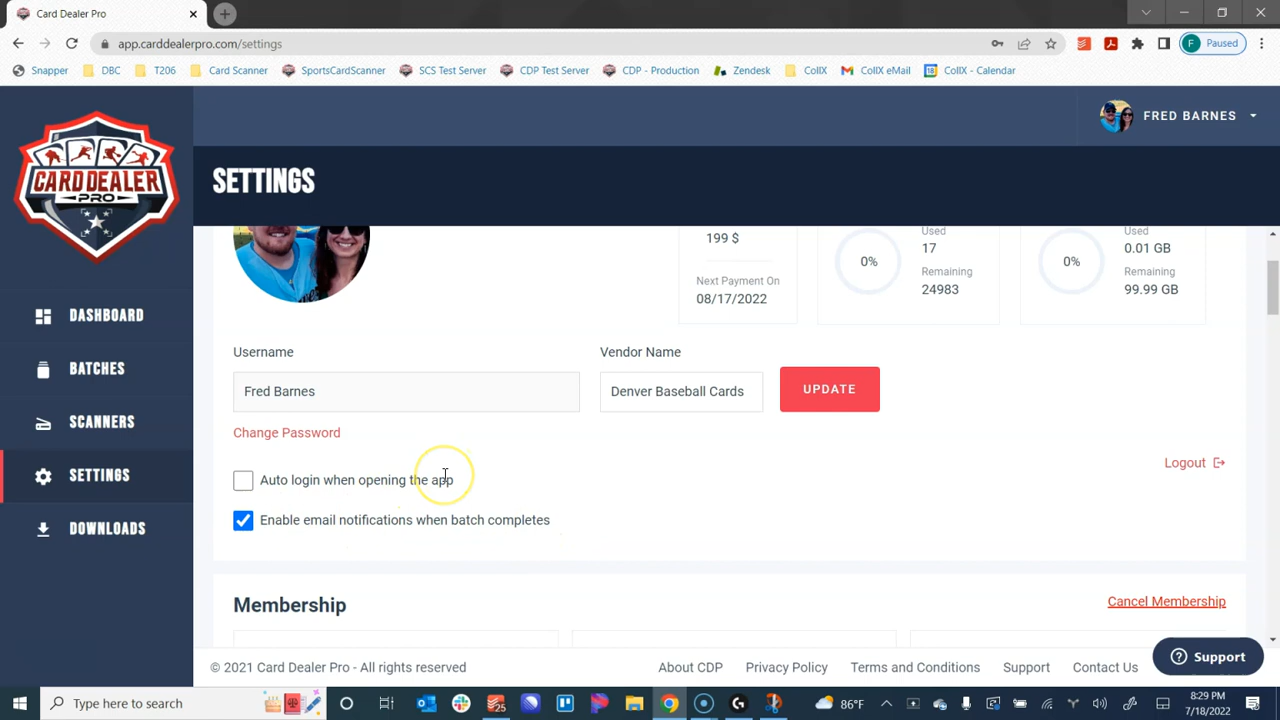 Card Dealer Pro
app.carddealerpro.com/settings
F Paused
Snapper DBC T206 Card Scanner SportsCardScanner SCS Test Server CDP Test Server CDP - Production Zendesk CollX CollX eMail CollX - Calendar
FRED BARNES
CARD DEALER
PRO
SETTINGS
199 $
Next Payment On
08/17/2022
0%
Used
17
Remaining
24983
0%
Used
0.01 GB
Remaining
99.99 GB
DASHBOARD
BATCHES
SCANNERS
SETTINGS
DOWNLOADS
Username
Vendor Name
Fred Barnes
Denver Baseball Cards
UPDATE
Change Password
Logout
Auto login when opening the app
Enable email notifications when batch completes
Membership
Cancel Membership
© 2021 Card Dealer Pro - All rights reserved
About CDP Privacy Policy Terms and Conditions Support Contact Us
? Support
Type here to search
25
86°F
8:29 PM
7/18/2022